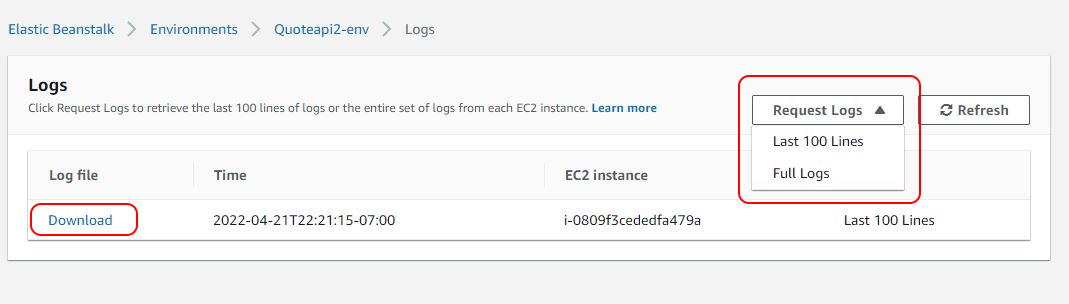 Elastic Beanstalk > Environments > Quoteapi2-env > Logs
Logs
Click Request Logs to retrieve the last 100 lines of logs or the entire set of logs from each EC2 instance. Learn more
Request Logs ▲ Refresh
Last 100 Lines
Full Logs
Log file Time EC2 instance
Download 2022-04-21T22:21:15-07:00 i-0809f3cededfa479a Last 100 Lines